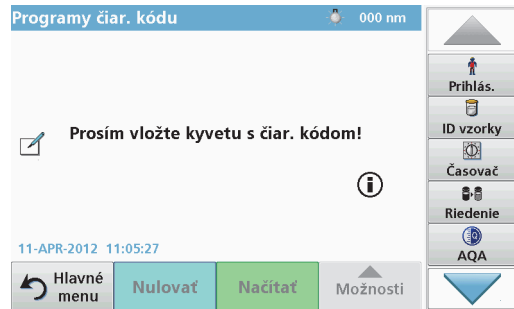 Programy čiar. kódu
000 nm
Prosím vložte kyvetu s čiar. kódom!
11-APR-2012 11:05:27
Hlavné
menu
Nulovať
Načítať
Možnosti
Prihlás.
ID vzorky
Časovač
Riedenie
AQA